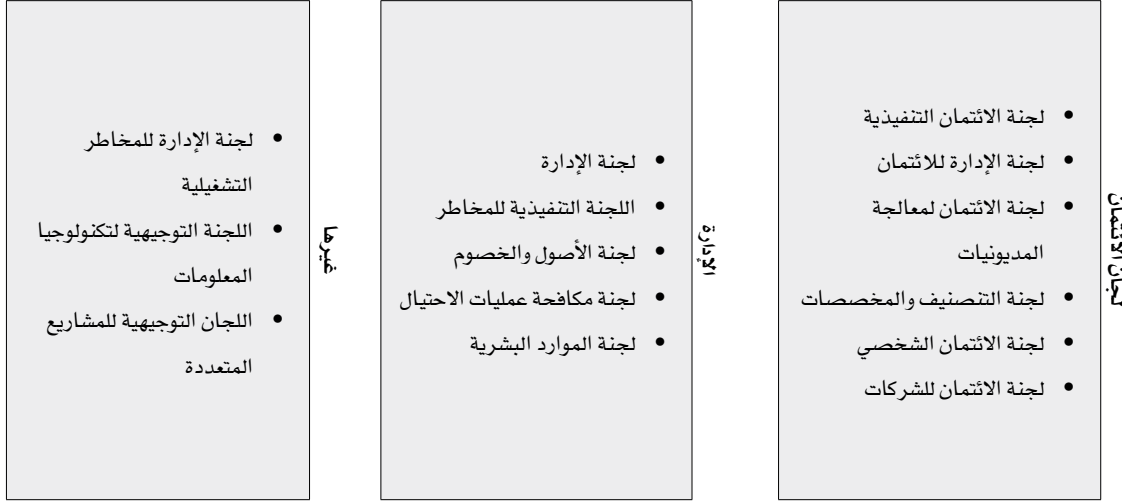 لجان الائتمان
• لجنة الائتمان التنفيذية
• لجنة الإدارة للائتمان
• لجنة الائتمان لمعالجة
المديونيات
• لجنة التنصنيف والمخصصات
• لجنة الائتمان الشخصي
• لجنة الائتمان للشركات
الإدارة
• لجنة الإدارة
• اللجنة التنفيذية للمخاطر
• لجنة الأصول والخصوم
• لجنة مكافحة عمليات الاحتيال
• لجنة الموارد البشرية
غيرها
• لجنة الإدارة للمخاطر
التشغيلية
• اللجنة التوجيهية لتكنولوجيا
المعلومات
• اللجان التوجيهية للمشاريع
المتعددة